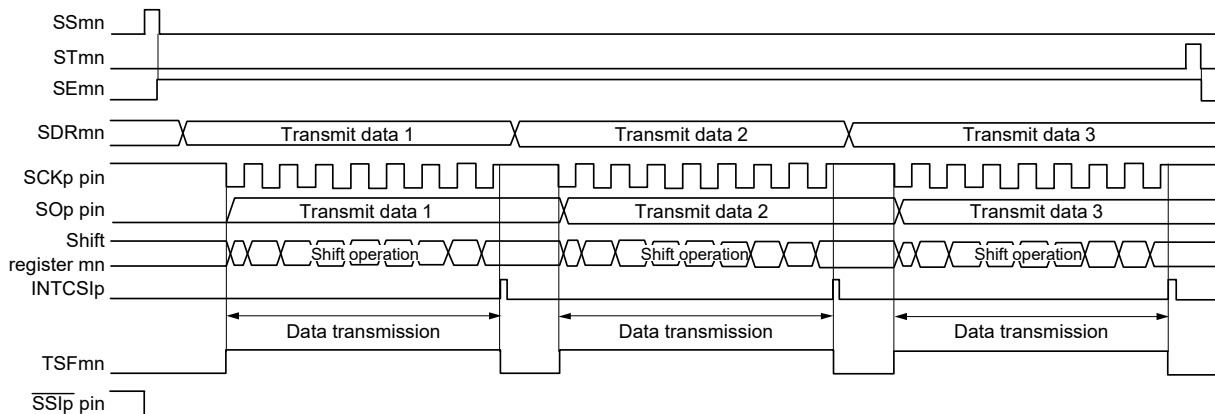 SSmn
STmn
SEmn
SDRmn Transmit data 1 Transmit data 2 Transmit data 3
SCKp pin
SOp pin Transmit data 1 Transmit data 2 Transmit data 3
Shift
register mn Shift operation Shift operation Shift operation
INTCSIp
Data transmission Data transmission Data transmission
TSFmn
SSIp pin